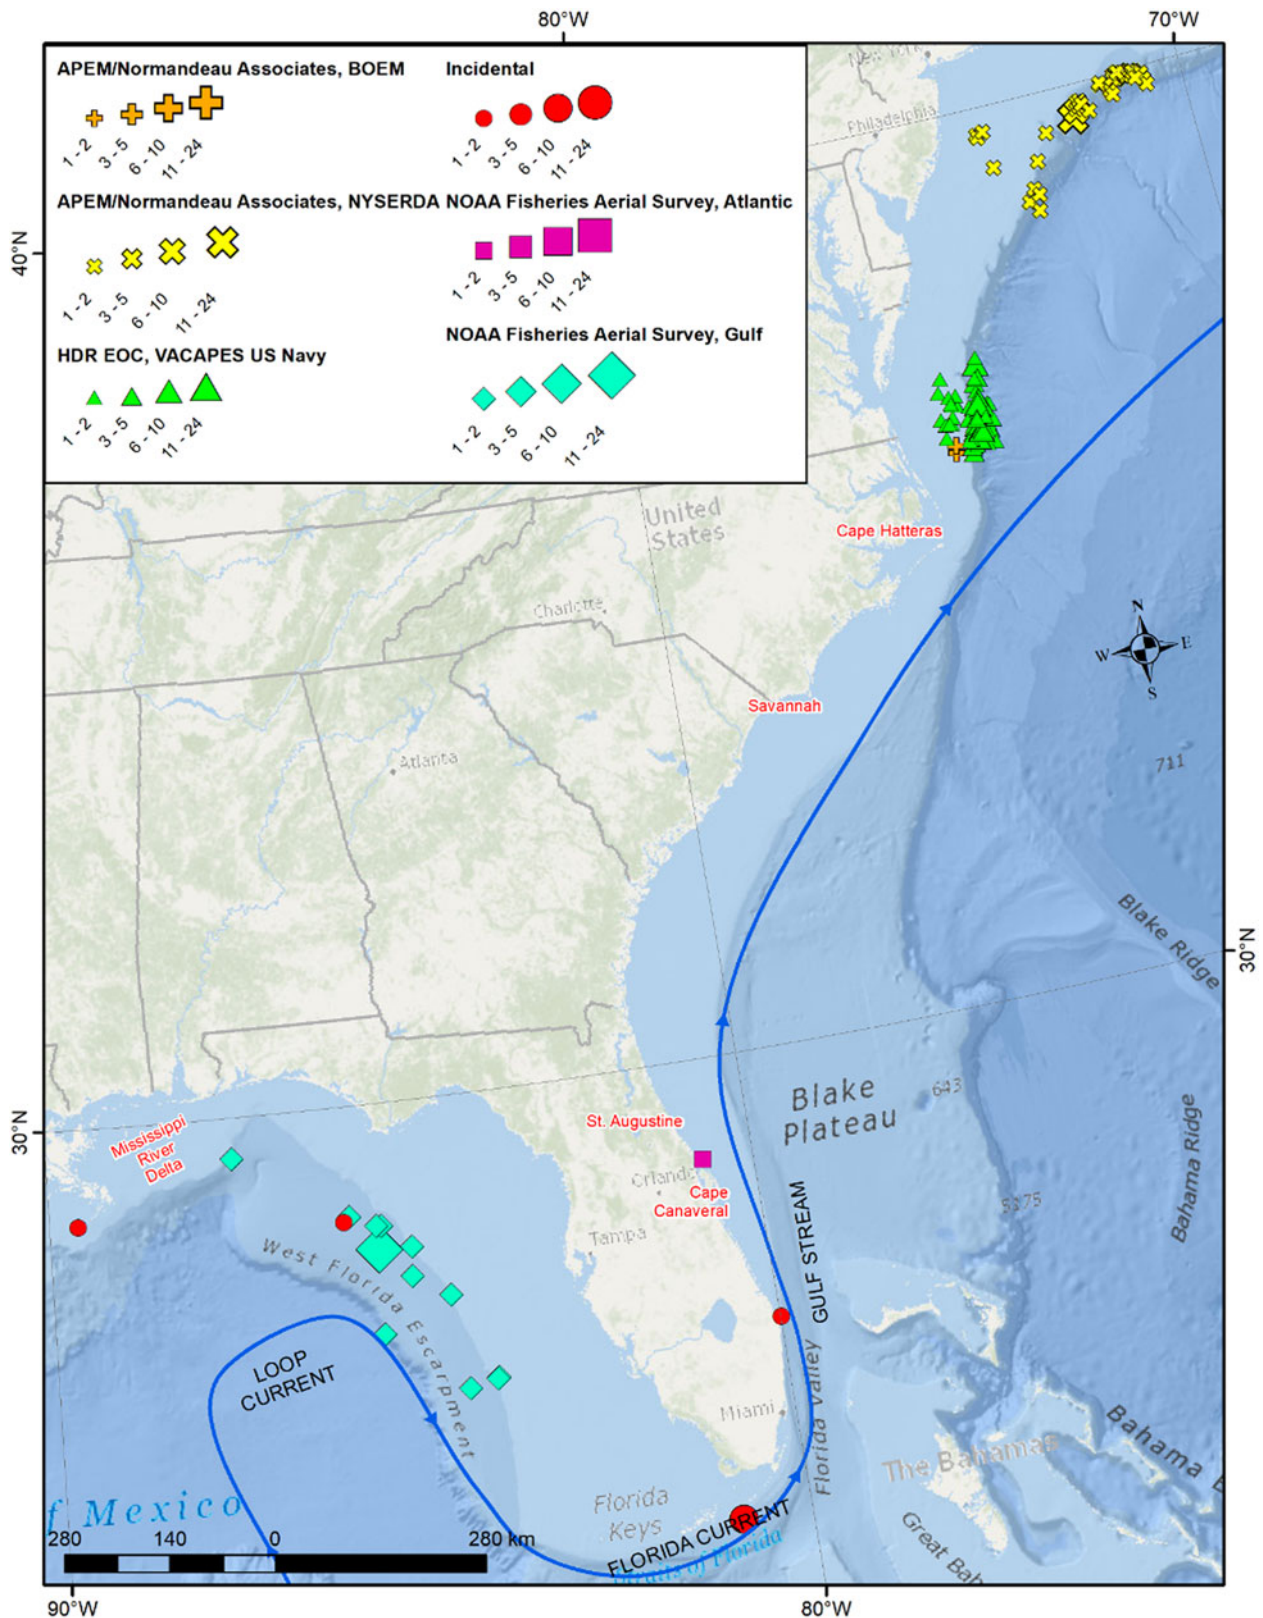 80°W
70°W
APEM/Normandeau Associates, BOEM
1 - 2
3 - 5
6 - 10
11 - 24
Incidental
1 - 2
3 - 5
6 - 10
11 - 24
APEM/Normandeau Associates, NYSERDA
1 - 2
3 - 5
6 - 10
11 - 24
NOAA Fisheries Aerial Survey, Atlantic
1 - 2
3 - 5
6 - 10
11 - 24
HDR EOC, VACAPES US Navy
1 - 2
3 - 5
6 - 10
11 - 24
NOAA Fisheries Aerial Survey, Gulf
1 - 2
3 - 5
6 - 10
11 - 24
New York
Philadelphia
40°N
United
States
Cape Hatteras
Charlotte
N
W
E
S
Savannah
Atlanta
711
Blake Ridge
30°N
Blake
Plateau
643
30°N
Mississippi
River
Delta
St. Augustine
Orlando
Cape
Canaveral
Bahama Ridge
5175
Tampa
GULF STREAM
West Florida Escarpment
LOOP
CURRENT
Florida Valley
Miami
The Bahamas
Bahama
f Mexico
Florida
Keys
FLORIDA CURRENT
Straits of Florida
Great Bah
280
140
0
280 km
90°W
80°W